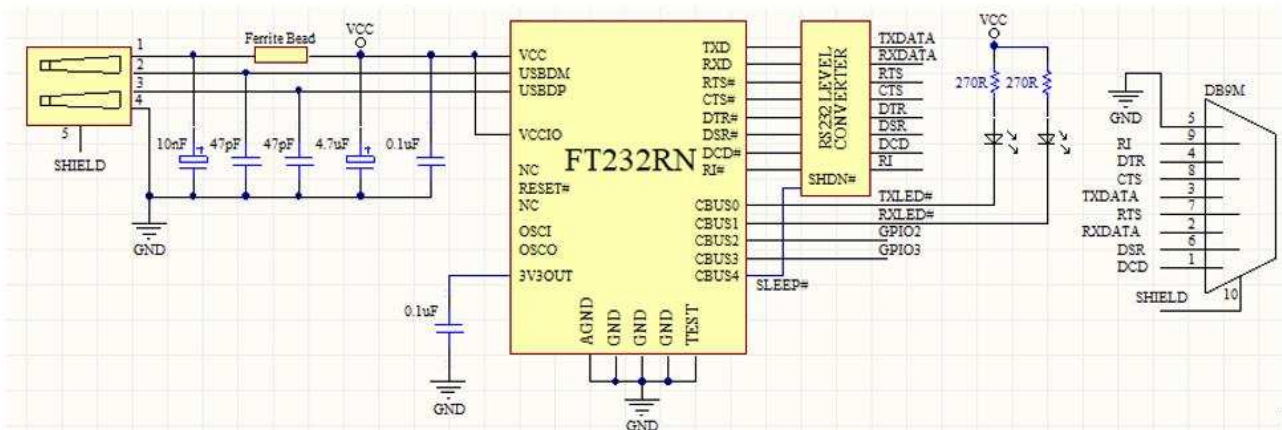 VCC
Ferrite Bead
1
2
3
4
5
SHIELD
10nF
+
47pF
47pF
4.7uF
+
0.1uF
GND
VCC
USBDM
USBDP
VCCIO
NC
RESET#
NC
OSCI
OSCO
3V3OUT
0.1uF
GND
FT232RN
TXD
RXD
RTS#
CTS#
DTR#
DSR#
DCD#
RI#
CBUS0
CBUS1
CBUS2
CBUS3
CBUS4
AGND
GND
GND
GND
TEST
GND
RS232 LEVEL
CONVERTER
SHDN#
TXDATA
RXDATA
RTS
CTS
DTR
DSR
DCD
RI
TXLED#
RXLED#
GPIO2
GPIO3
SLEEP#
VCC
270R
270R
DB9M
GND
5
RI
9
DTR
4
CTS
8
TXDATA
3
RTS
7
RXDATA
2
DSR
6
DCD
1
SHIELD
10